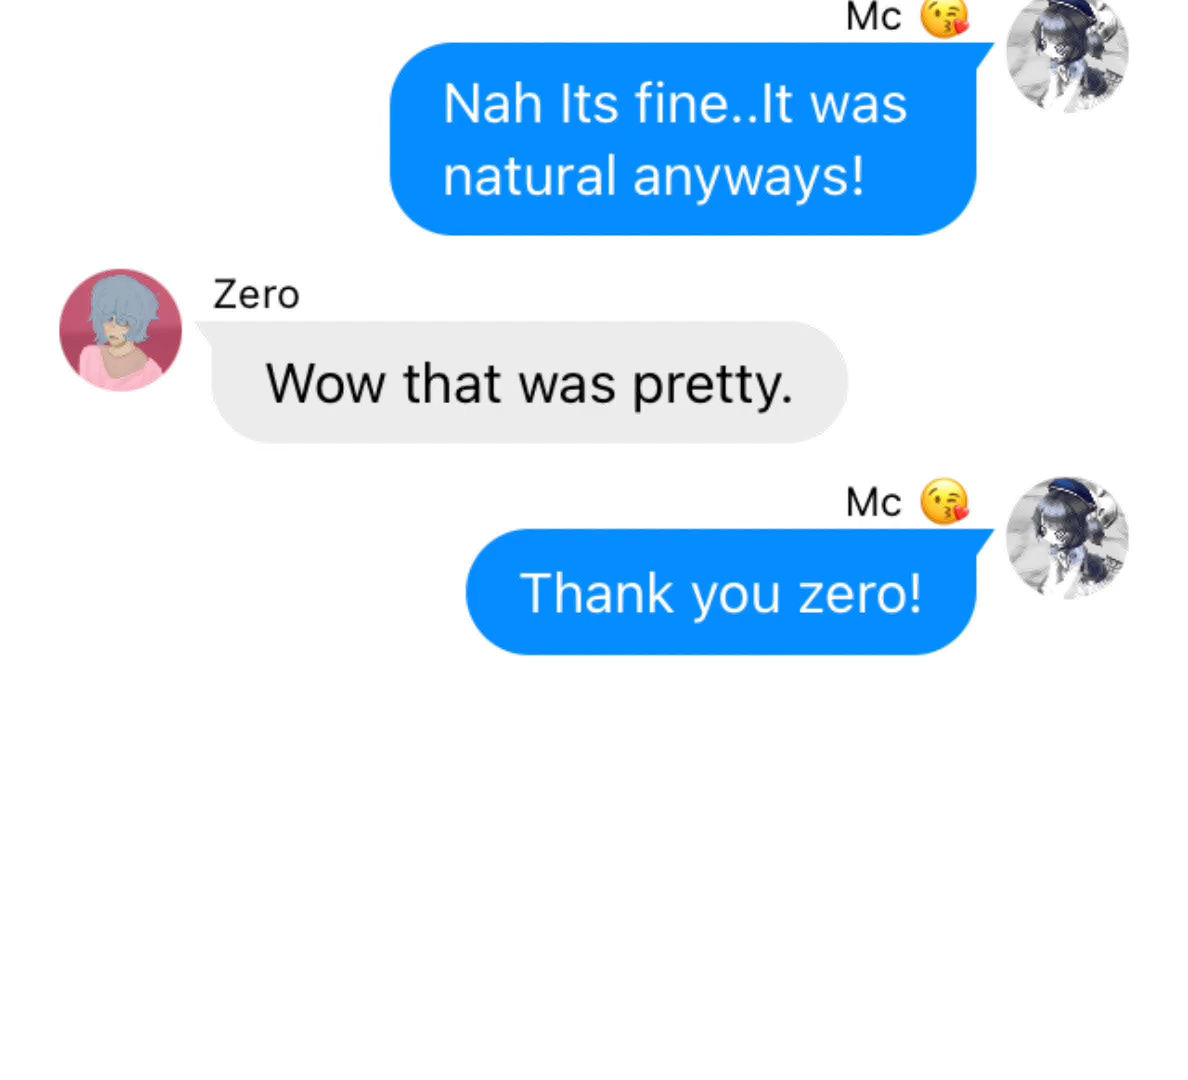 Mc 😘
Nah Its fine..It was
natural anyways!
Zero
Wow that was pretty.
Mc 😘
Thank you zero!